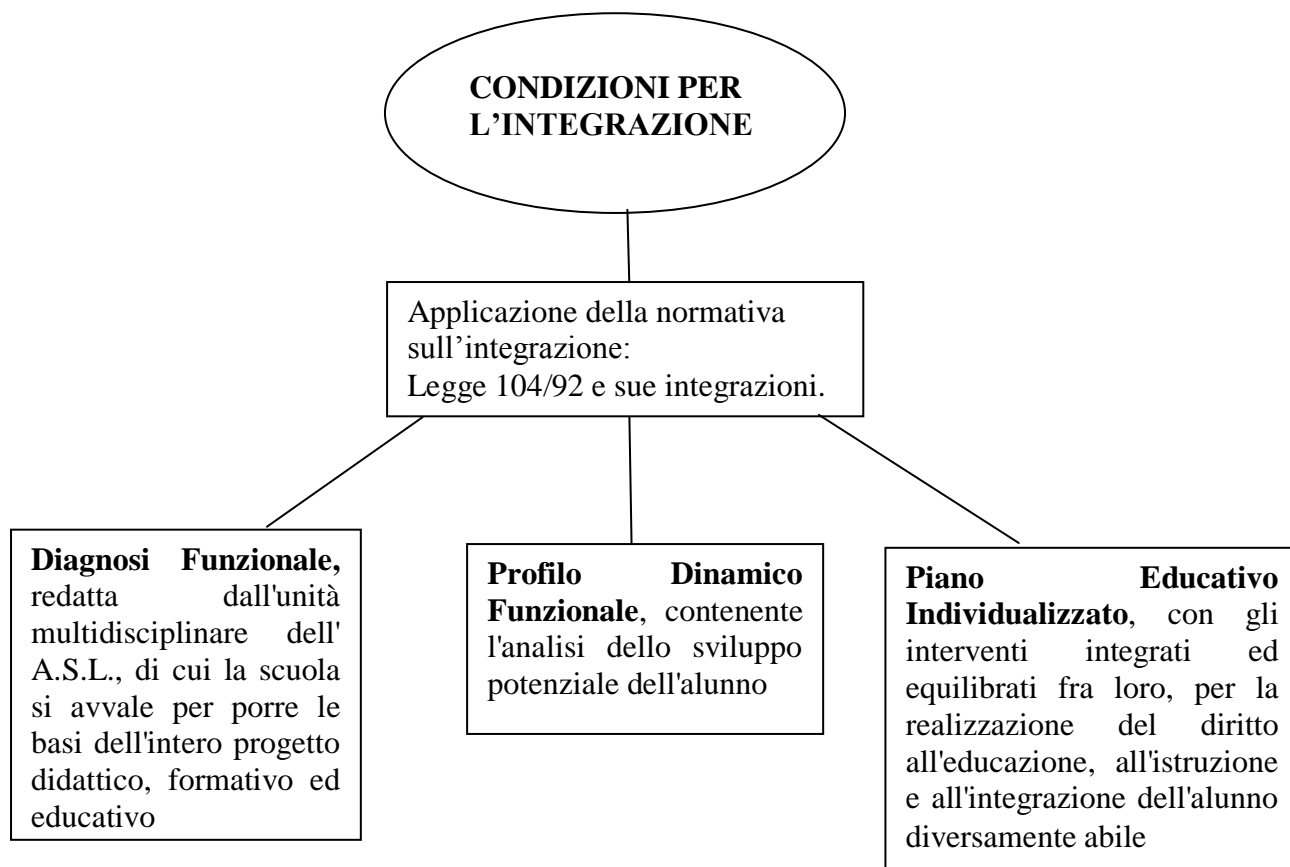 CONDIZIONI PER
L’INTEGRAZIONE
Applicazione della normativa
sull’integrazione:
Legge 104/92 e sue integrazioni.
Diagnosi Funzionale,
redatta dall'unità
multidisciplinare dell'
A.S.L., di cui la scuola
si avvale per porre le
basi dell'intero progetto
didattico, formativo ed
educativo
Profilo Dinamico
Funzionale, contenente
l'analisi dello sviluppo
potenziale dell'alunno
Piano Educativo
Individualizzato, con gli
interventi integrati ed
equilibrati fra loro, per la
realizzazione del diritto
all'educazione, all'istruzione
e all'integrazione dell'alunno
diversamente abile